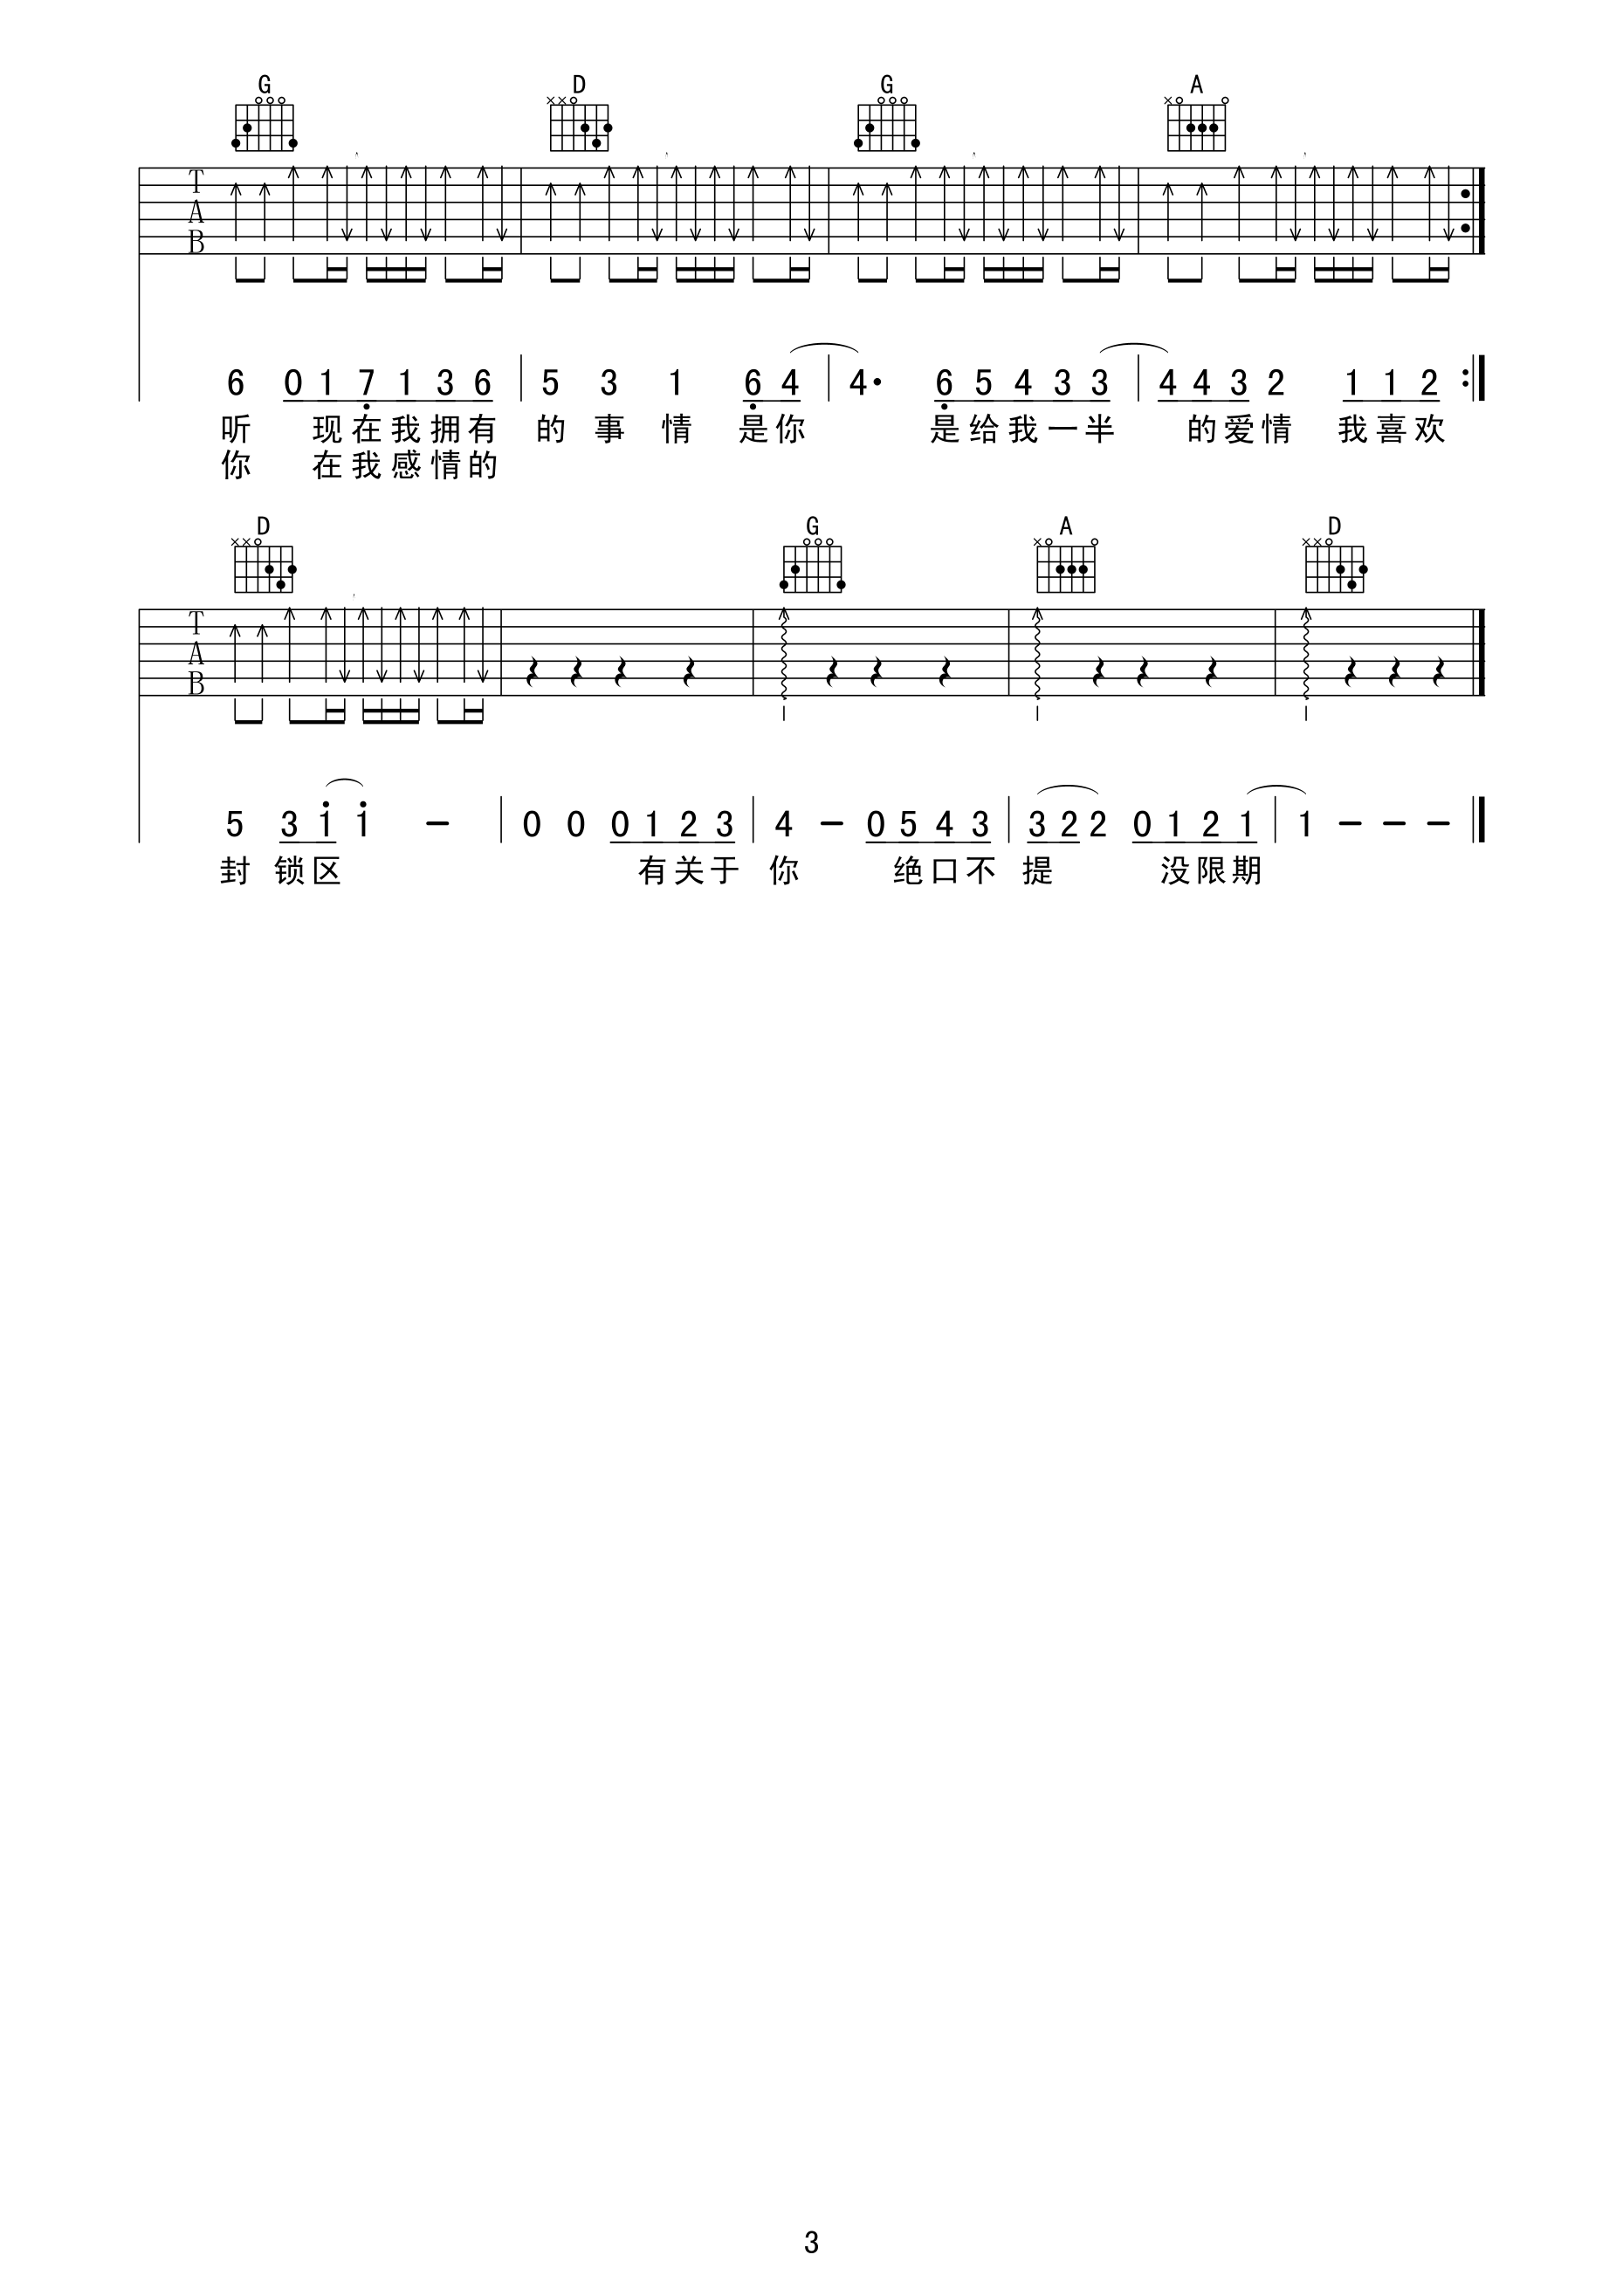 G D G A
T
A
B
6 0 1 7 1 3 6 5 3 1 6 4 4· 6 5 4 3 3 4 4 3 2 1 1 2
听 现在我拥有 的 事 情 是你 是给我一半 的爱情 我喜欢
你 在我感情的
D G A D
T
A
B
5 3 1 1 - 0 0 0 1 2 3 4 - 0 5 4 3 3 2 2 0 1 2 1 1 - - -
封 锁区 有关于 你 绝口不 提 没限期
3